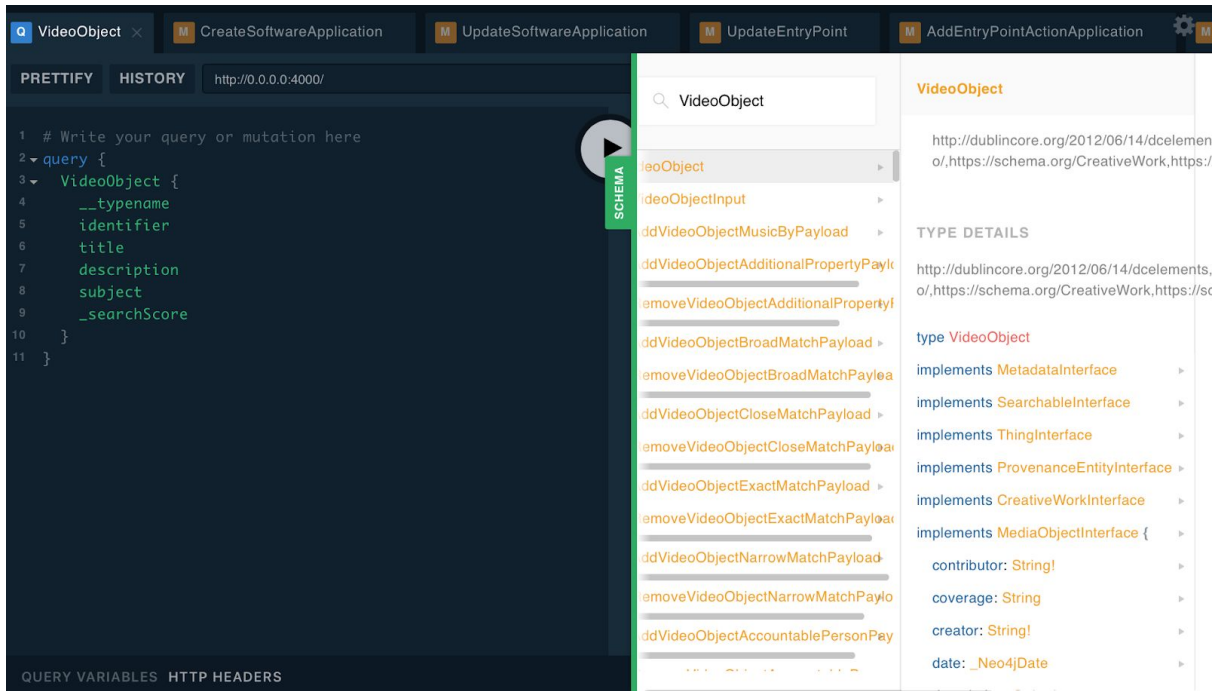 Q VideoObject × M CreateSoftwareApplication M UpdateSoftwareApplication M UpdateEntryPoint M AddEntryPointActionApplication M
PRETTIFY HISTORY http://0.0.0.0:4000/
1 # Write your query or mutation here
2 query {
3 VideoObject {
4 __typename
5 identifier
6 title
7 description
8 subject
9 _searchScore
10 }
11 }
QUERY VARIABLES HTTP HEADERS
SCHEMA
VideoObject
eoObject
ideoObjectInput
ddVideoObjectMusicByPayload
ddVideoObjectAdditionalPropertyPaylo
emoveVideoObjectAdditionalPropertyP
ddVideoObjectBroadMatchPayload
emoveVideoObjectBroadMatchPayloa
ddVideoObjectCloseMatchPayload
emoveVideoObjectCloseMatchPayload
ddVideoObjectExactMatchPayload
emoveVideoObjectExactMatchPayload
ddVideoObjectNarrowMatchPayload
emoveVideoObjectNarrowMatchPaylo
ddVideoObjectAccountablePersonPay
VideoObject
http://dublincore.org/2012/06/14/dcelemen
o/,https://schema.org/CreativeWork,https:/
TYPE DETAILS
http://dublincore.org/2012/06/14/dcelements,
o/,https://schema.org/CreativeWork,https://sc
type VideoObject
implements MetadataInterface
implements SearchableInterface
implements ThingInterface
implements ProvenanceEntityInterface
implements CreativeWorkInterface
implements MediaObjectInterface {
contributor: String!
coverage: String
creator: String!
date: _Neo4jDate